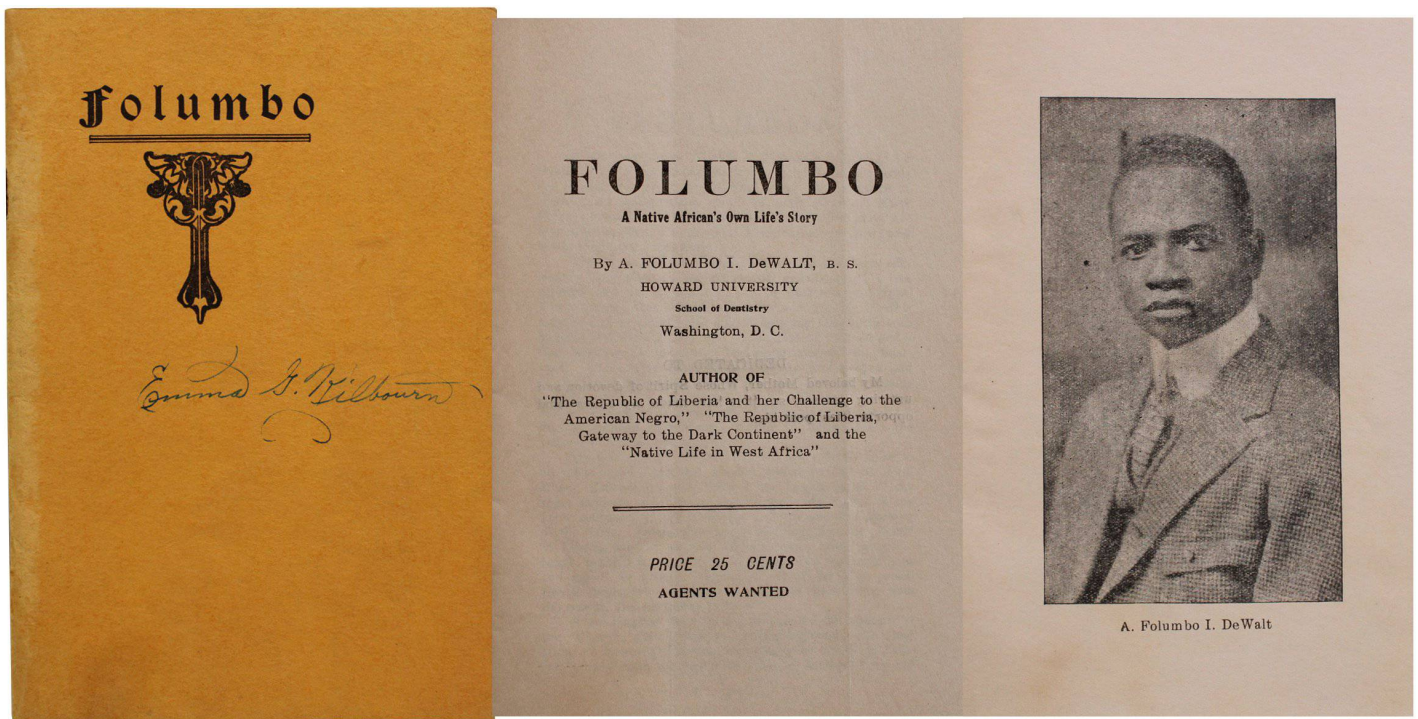 Folumbo
Emma G. Kilbourn
FOLUMBO
A Native African's Own Life's Story
By A. FOLUMBO I. DeWALT, B. S.
HOWARD UNIVERSITY
School of Dentistry
Washington, D. C.
AUTHOR OF
"The Republic of Liberia and her Challenge to the
American Negro," "The Republic of Liberia,
Gateway to the Dark Continent" and the
"Native Life in West Africa"
PRICE 25 CENTS
AGENTS WANTED
A. Folumbo I. DeWalt